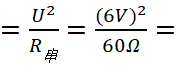 = U²/R串 = (6V)²/60Ω =